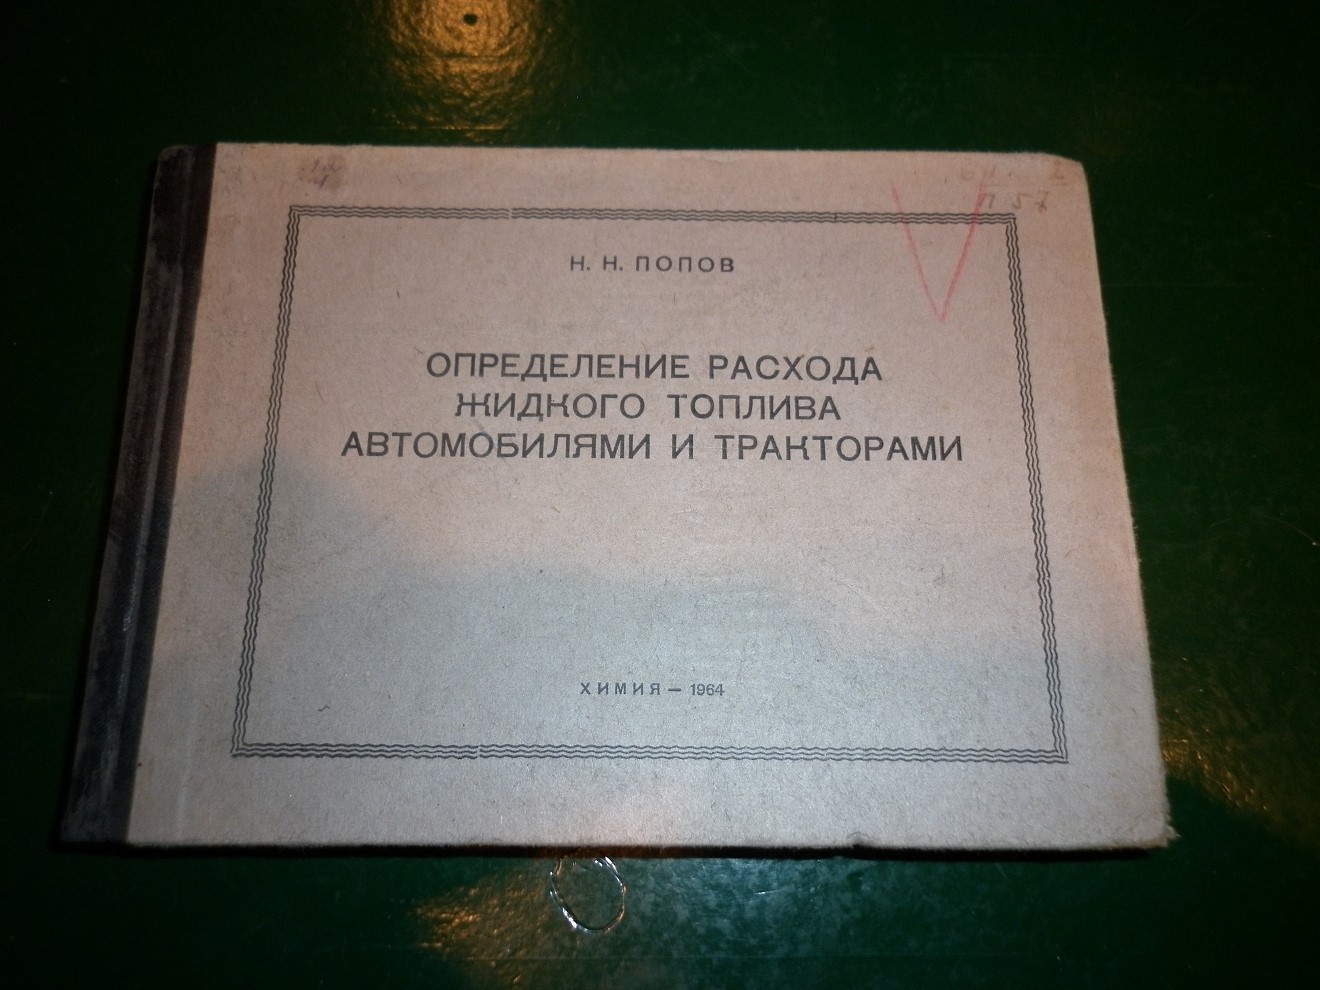 Н. Н. ПОПОВ
ОПРЕДЕЛЕНИЕ РАСХОДА
ЖИДКОГО ТОПЛИВА
АВТОМОБИЛЯМИ И ТРАКТОРАМИ
ХИМИЯ — 1964